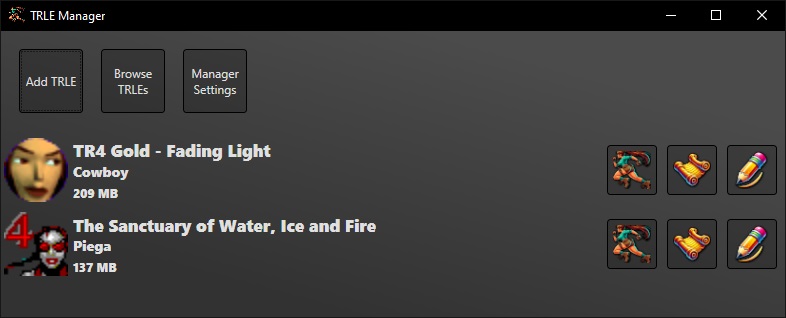 TRLE Manager
Add TRLE
Browse
TRLEs
Manager
Settings
TR4 Gold - Fading Light
Cowboy
209 MB
4
The Sanctuary of Water, Ice and Fire
Piega
137 MB